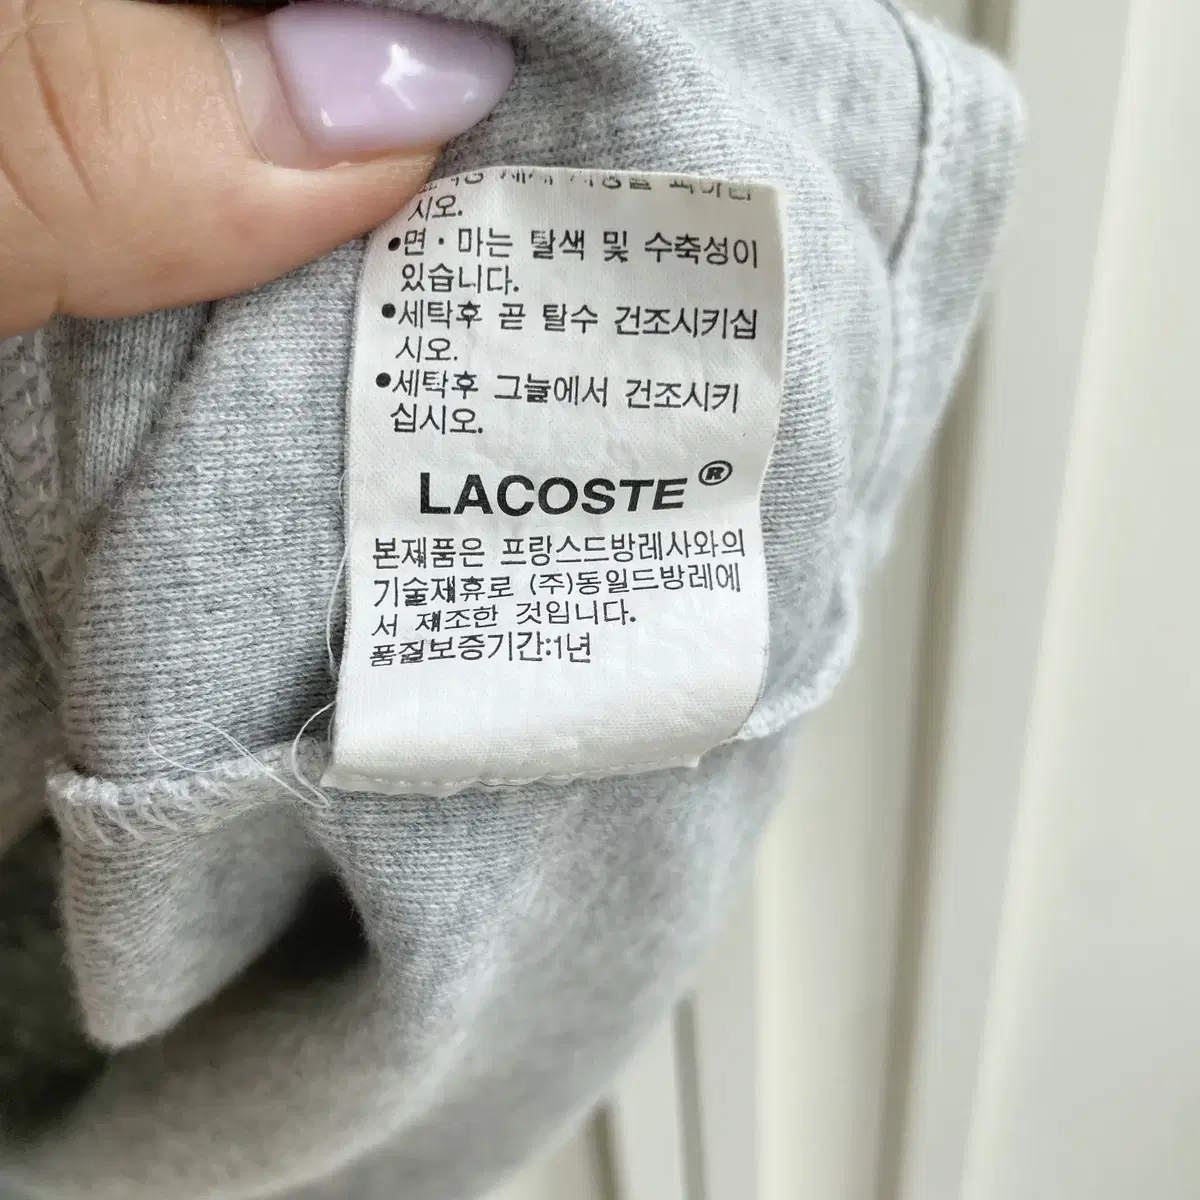 시오.
●면·마는 탈색 및 수축성이
있습니다.
●세탁후 곧 탈수 건조시키십
시오.
●세탁후 그늘에서 건조시키
십시오.
LACOSTE®
본제품은 프랑스드방레사와의
기술제휴로 (주)동일드방레에
서 제조한 것입니다.
품질보증기간:1년